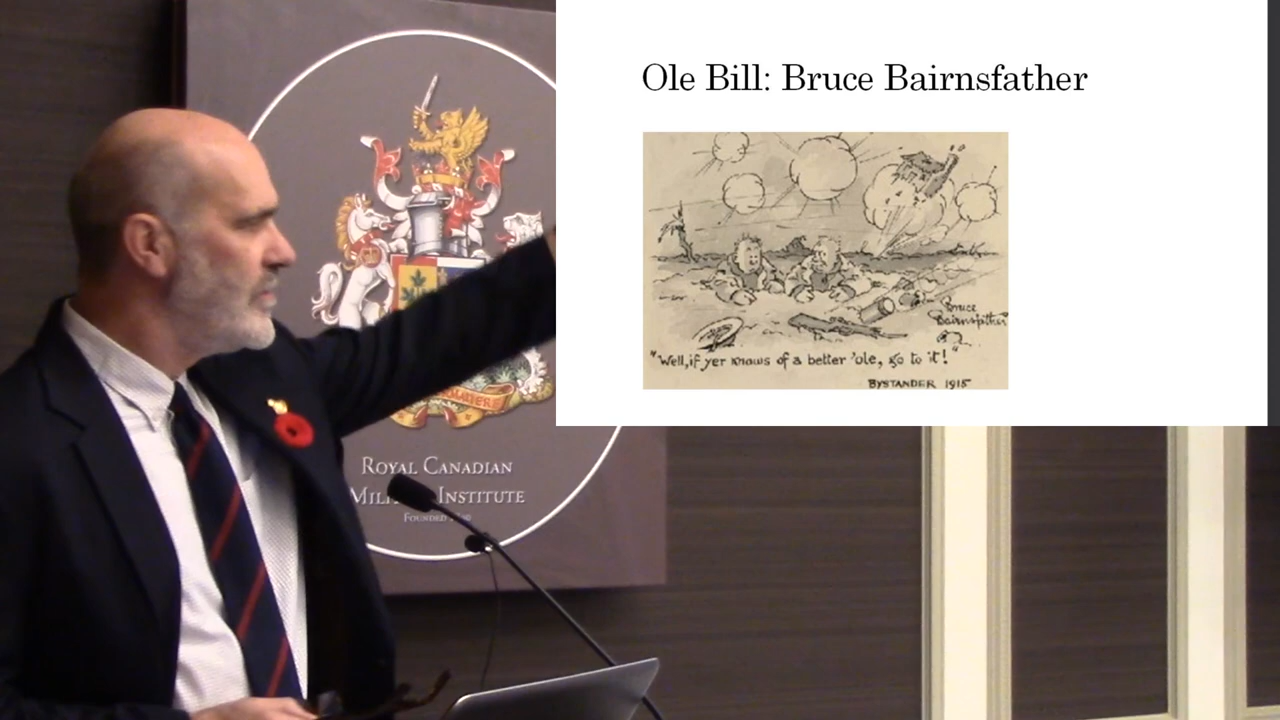 Ole Bill: Bruce Bairnsfather
Bruce
Bairnsfather
"Well, if yer knows of a better 'ole, go to it!"
BYSTANDER 1915
ROYAL CANADIAN
INSTITUTE
FOUNDED